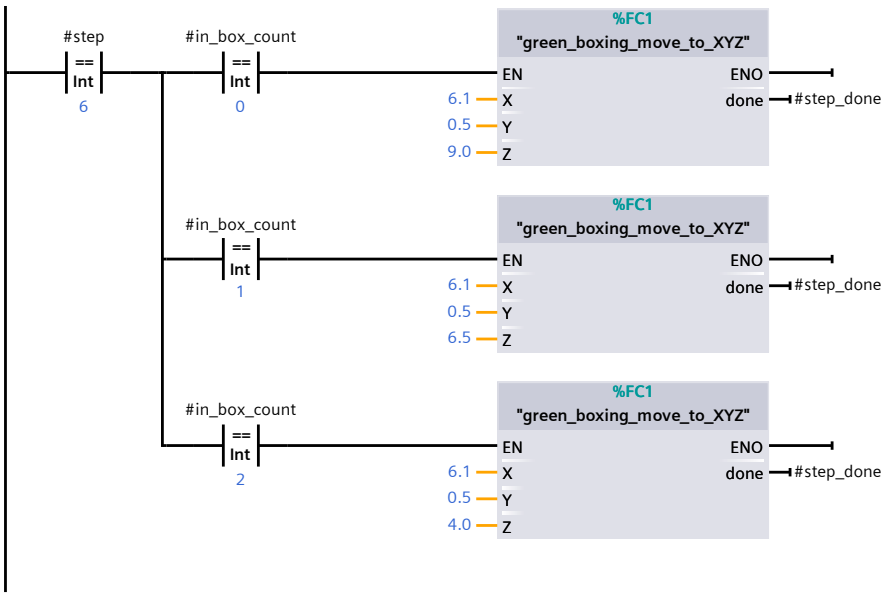 #step #in_box_count %FC1
"green_boxing_move_to_XYZ"
== == EN ENO
Int Int
6 0
6.1 X done #step_done
0.5 Y
9.0 Z
#in_box_count %FC1
"green_boxing_move_to_XYZ"
== EN ENO
Int
1
6.1 X done #step_done
0.5 Y
6.5 Z
#in_box_count %FC1
"green_boxing_move_to_XYZ"
== EN ENO
Int
2
6.1 X done #step_done
0.5 Y
4.0 Z